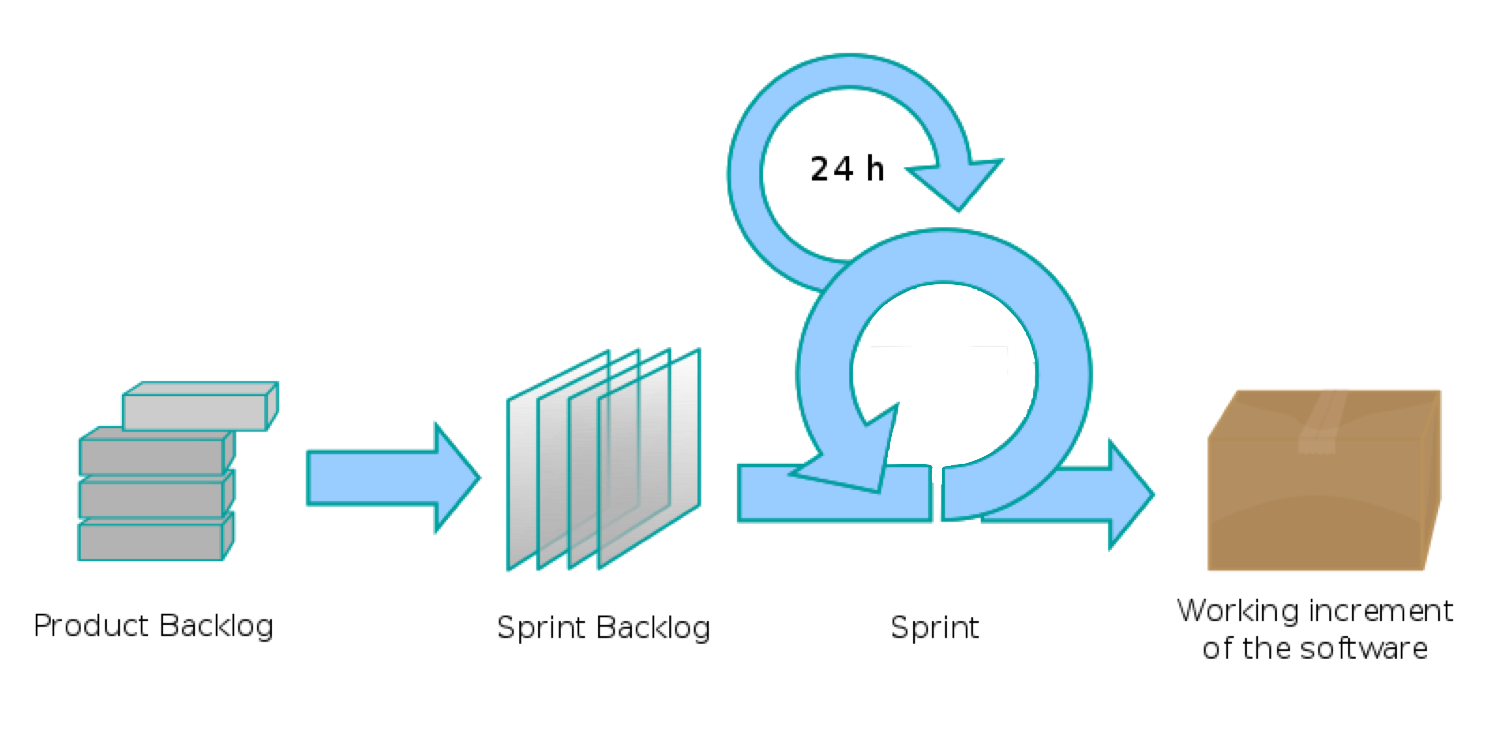 24 h
Product Backlog
Sprint Backlog
Sprint
Working increment
of the software